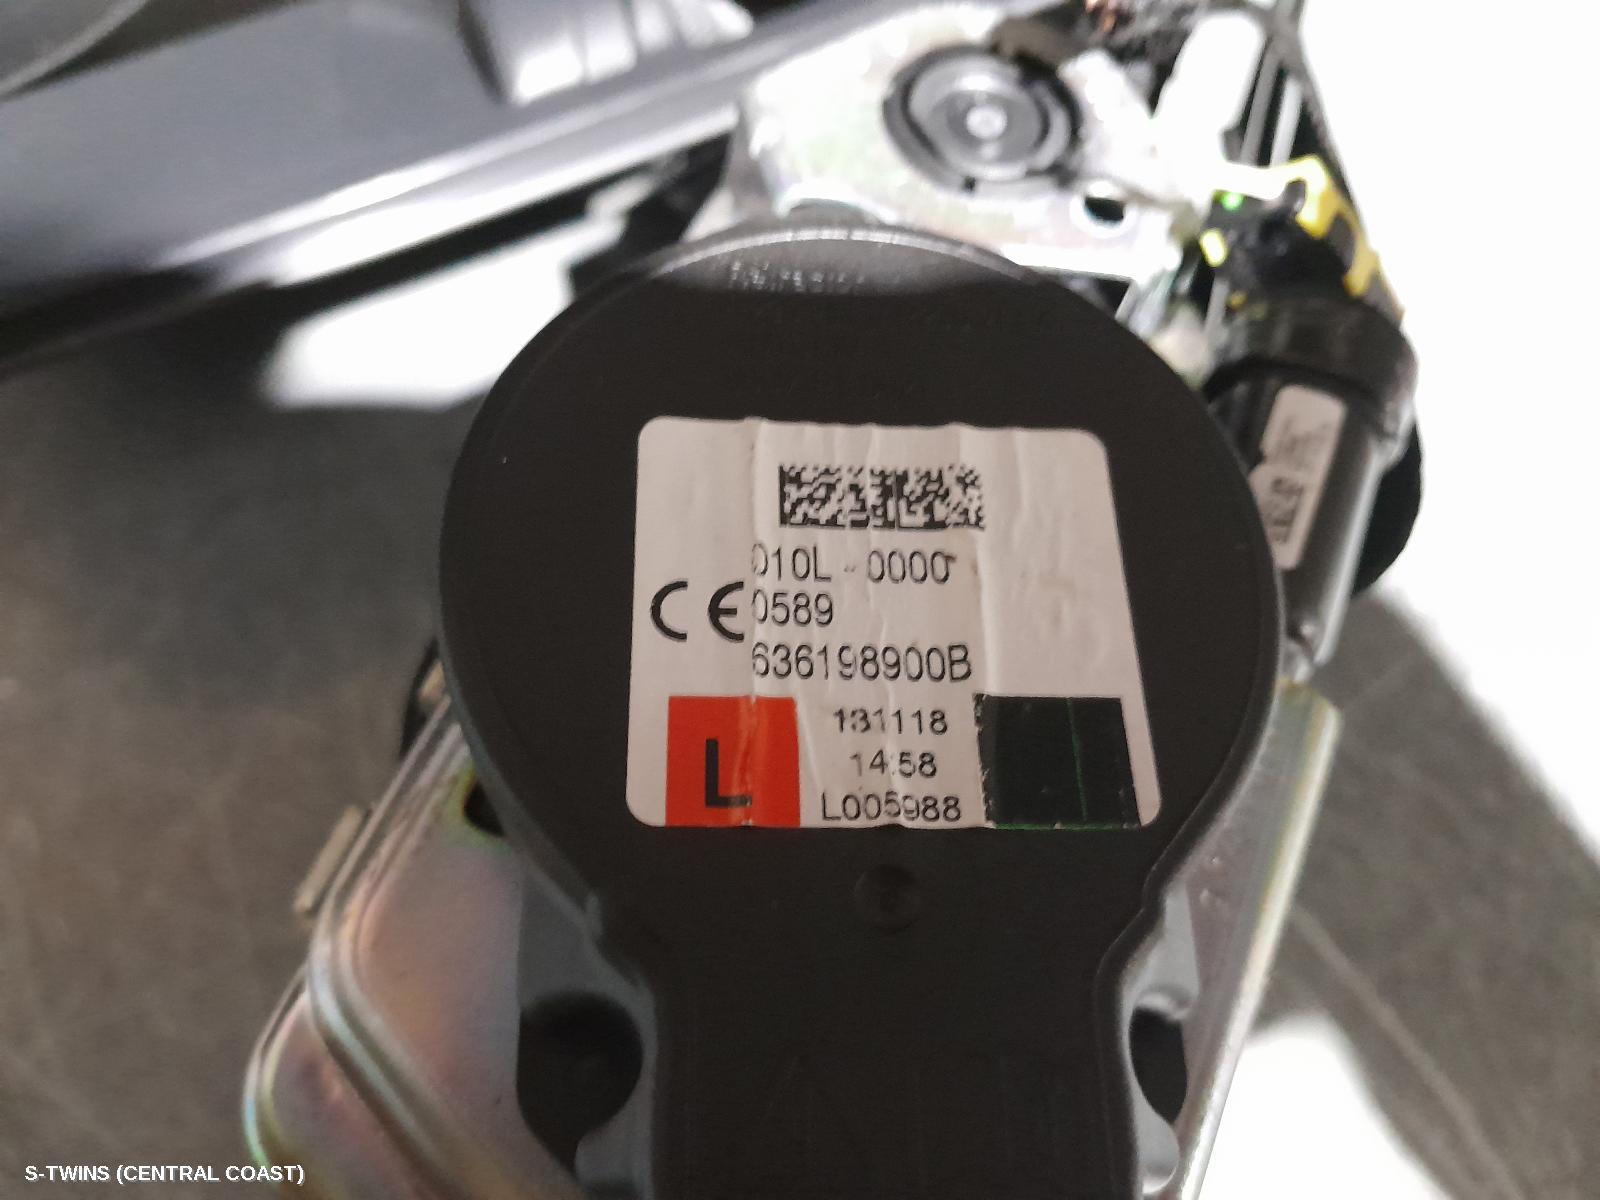 010L - 0000
CE 0589
636198900B
131118
14:58
L005988
L
S-TWINS (CENTRAL COAST)